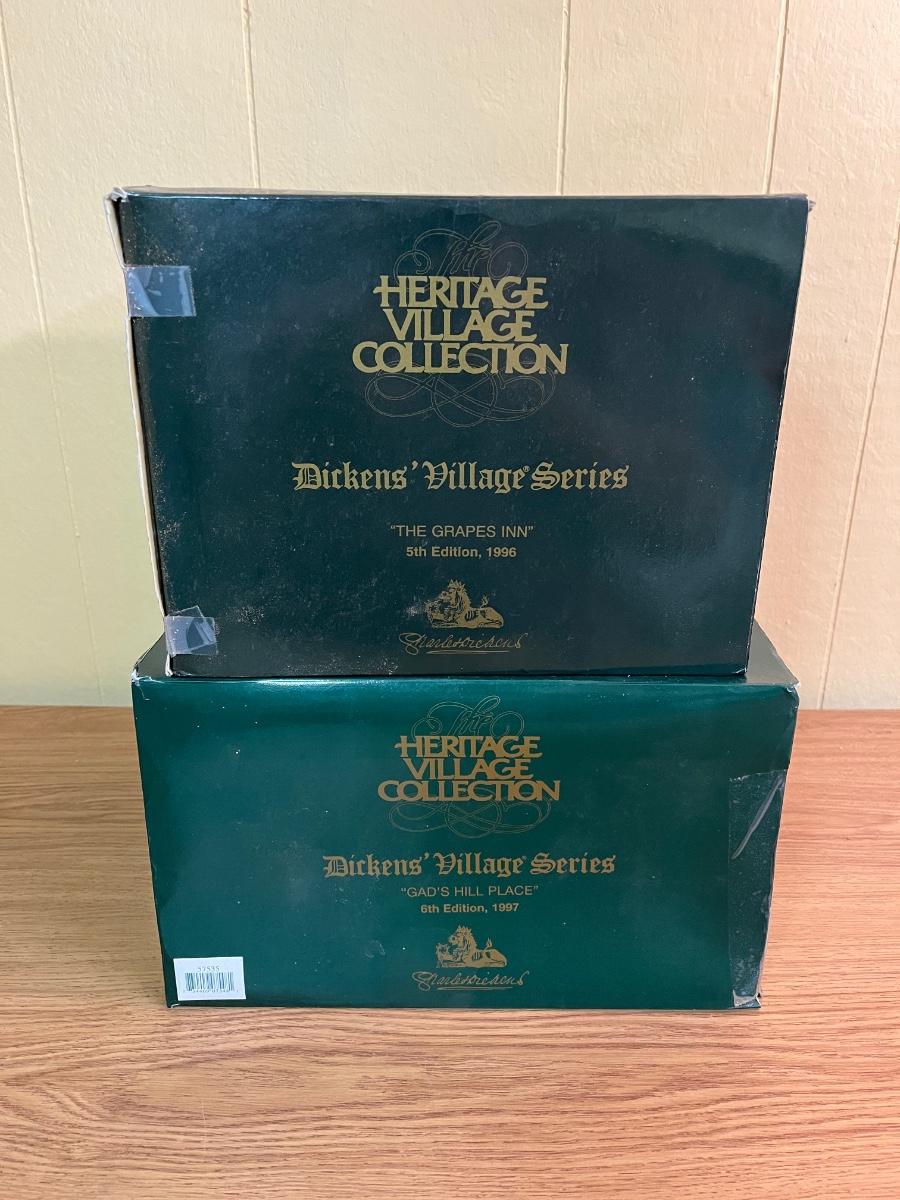 The
HERITAGE
VILLAGE
COLLECTION
Dickens' Village® Series
"THE GRAPES INN"
5th Edition, 1996
Charles Dickens
The
HERITAGE
VILLAGE
COLLECTION
Dickens' Village® Series
"GAD'S HILL PLACE"
6th Edition, 1997
Charles Dickens
57535